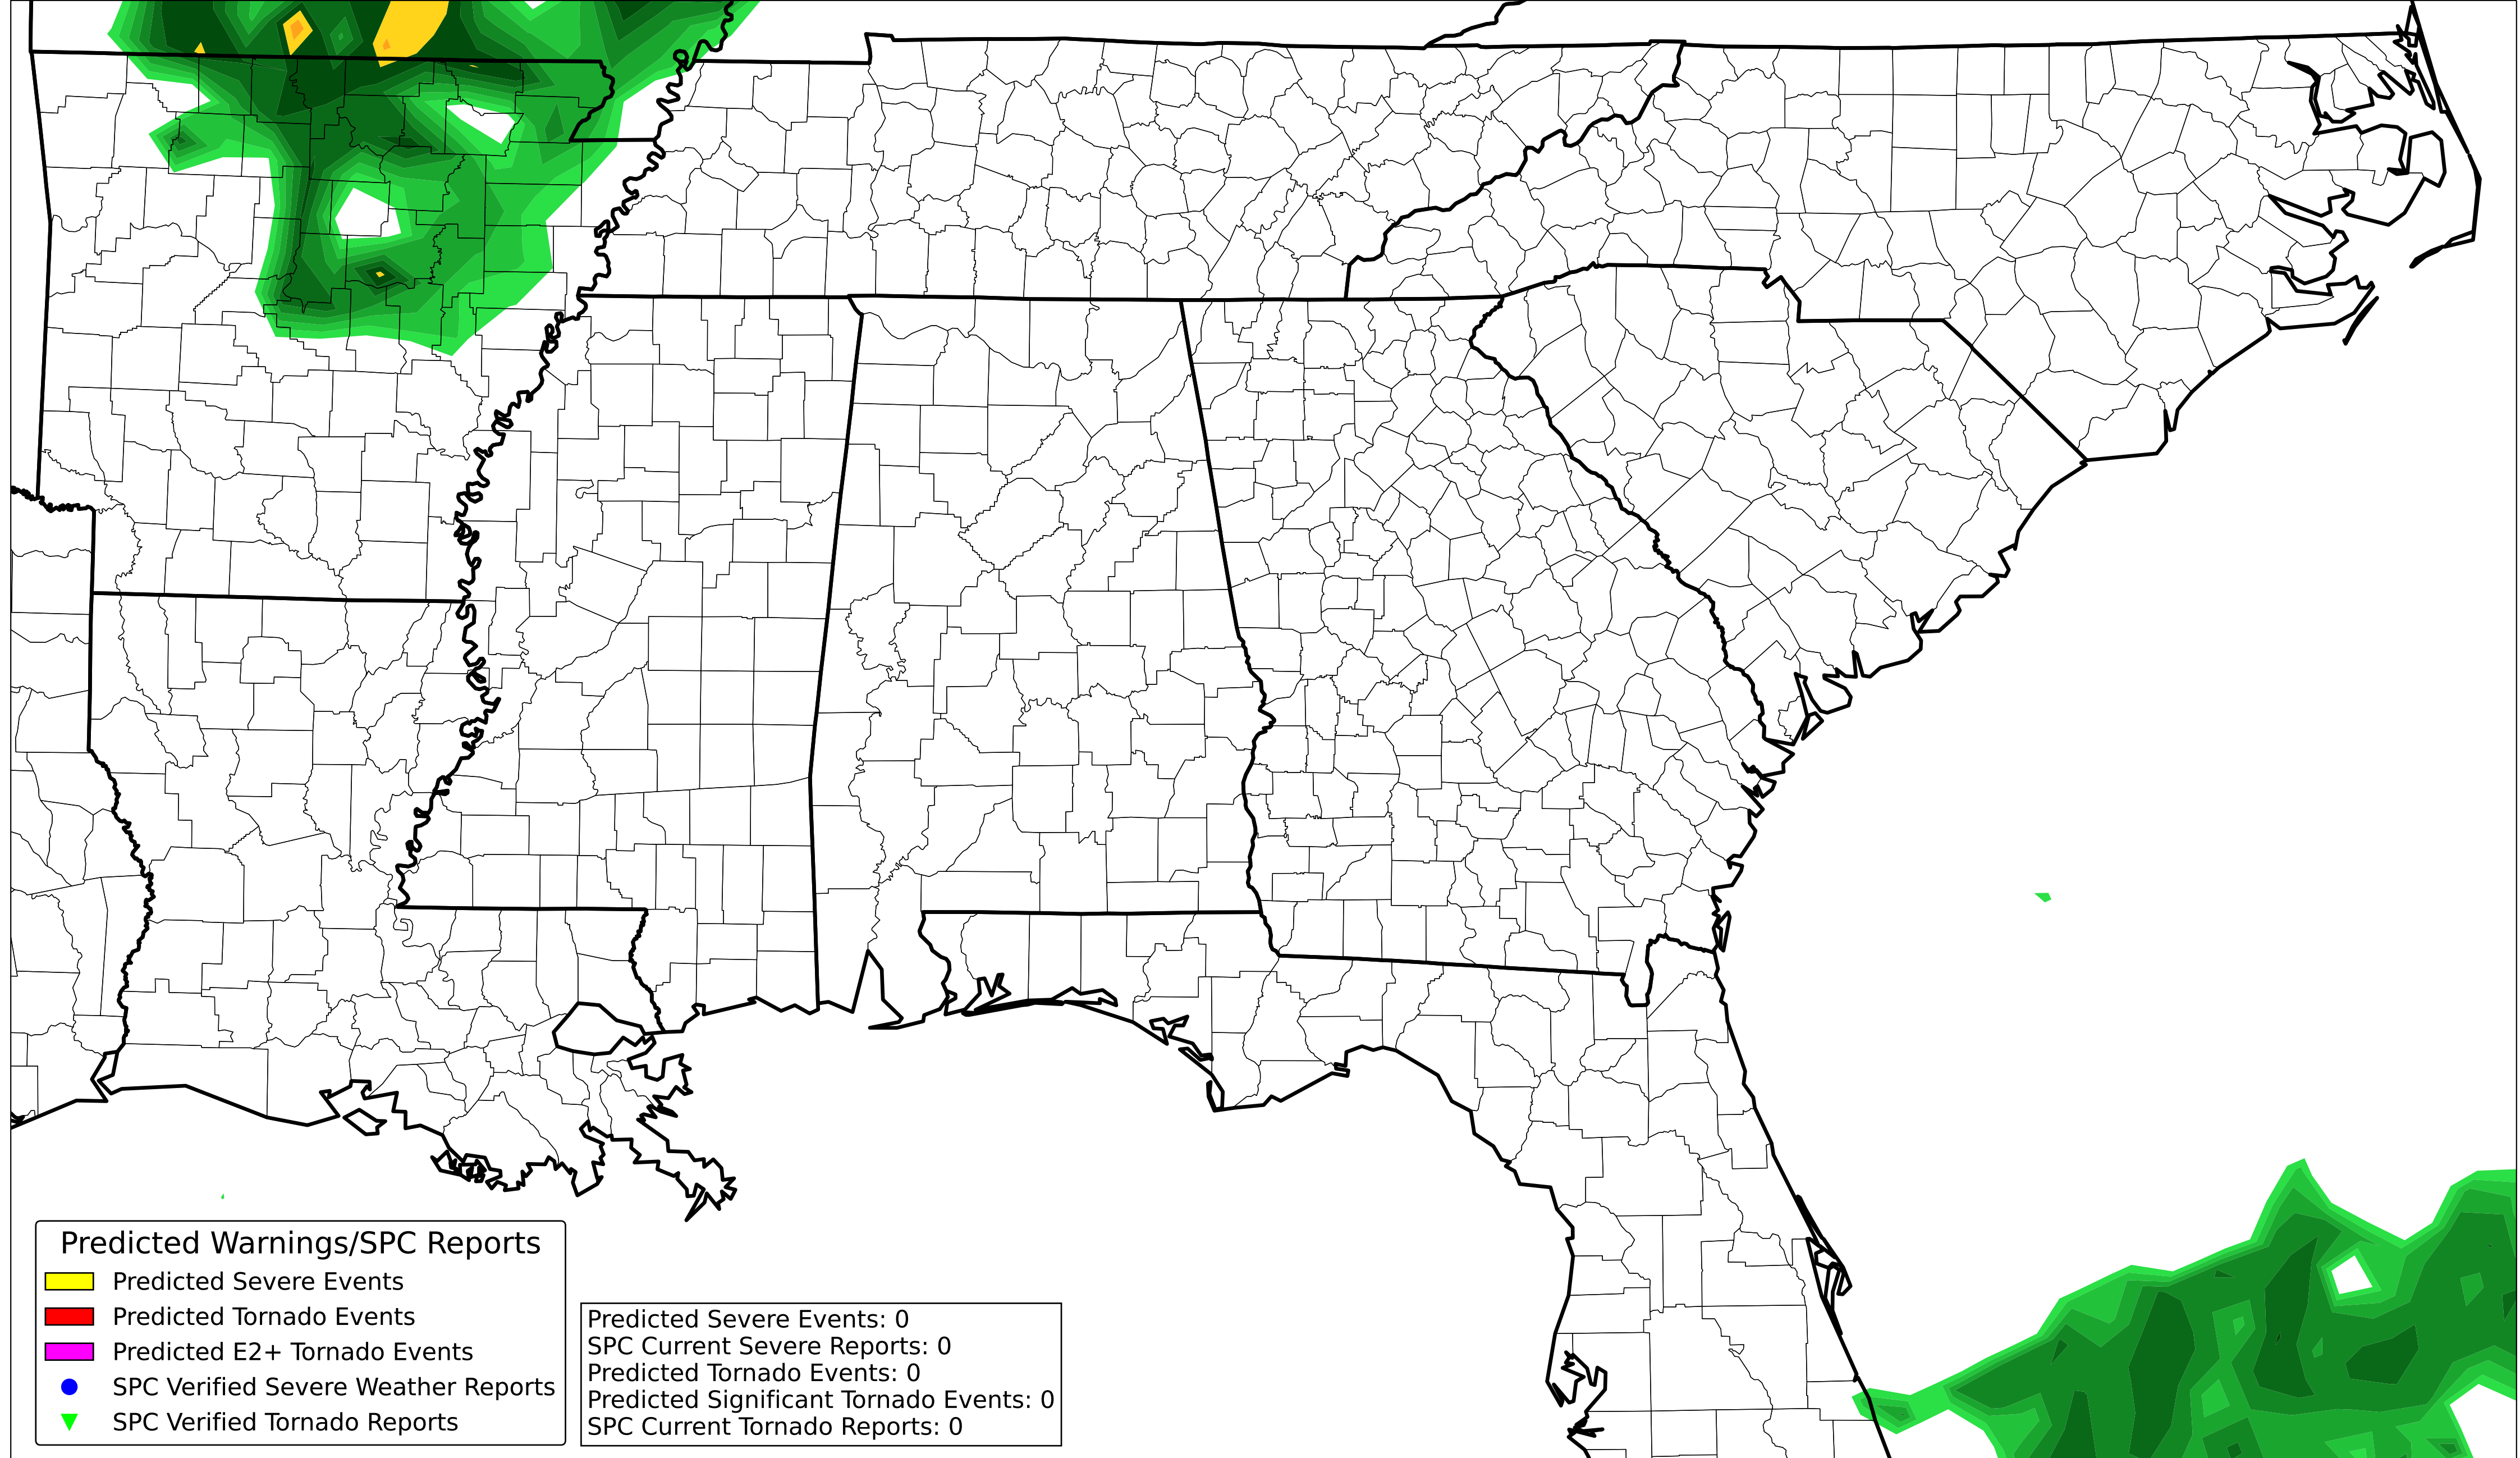 Predicted Warnings/SPC Reports
Predicted Severe Events
Predicted Tornado Events
Predicted E2+ Tornado Events
SPC Verified Severe Weather Reports
SPC Verified Tornado Reports
Predicted Severe Events: 0
SPC Current Severe Reports: 0
Predicted Tornado Events: 0
Predicted Significant Tornado Events: 0
SPC Current Tornado Reports: 0